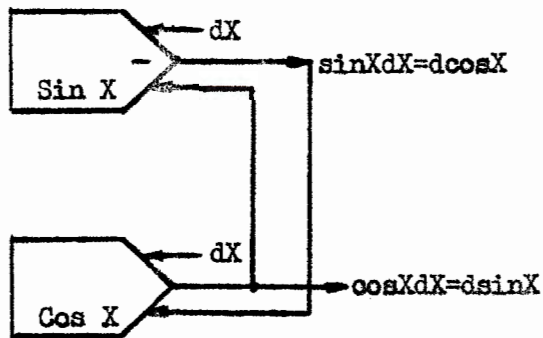 dX
-
sinXdX=dcosX
Sin X
dX
cosXdX=dsinX
Cos X